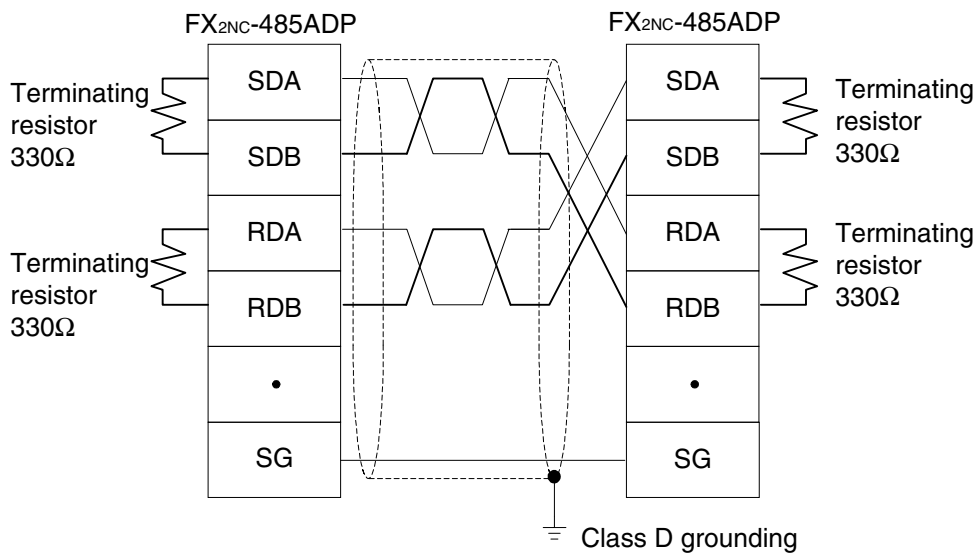 FX2NC-485ADP
FX2NC-485ADP
Terminating
resistor
330Ω
SDA
SDB
Terminating
resistor
330Ω
RDA
RDB
•
SG
SDA
SDB
Terminating
resistor
330Ω
RDA
RDB
Terminating
resistor
330Ω
•
SG
Class D grounding